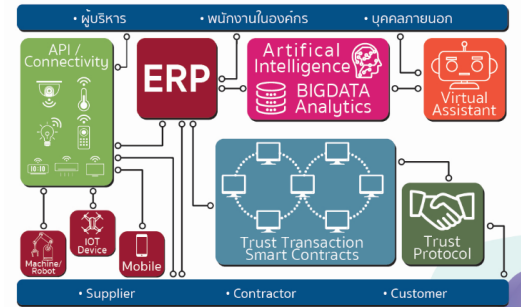 • ผู้บริหาร • พนักงานในองค์กร • บุคคลภายนอก
API /
Connectivity
ERP
Artifical
Intelligence
BIGDATA
Analytics
Virtual
Assistant
10:10
Trust Transaction
Smart Contracts
Trust
Protocol
Machine/
Robot
IOT
Device
Mobile
• Supplier • Contractor • Customer